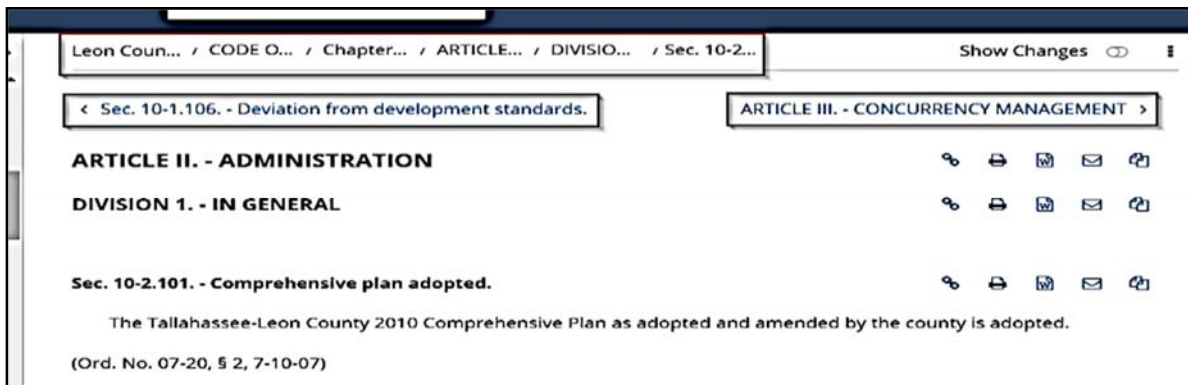 Leon Coun... / CODE O... / Chapter... / ARTICLE... / DIVISIO... / Sec. 10-2... Show Changes
< Sec. 10-1.106. - Deviation from development standards. ARTICLE III. - CONCURRENCY MANAGEMENT >
ARTICLE II. - ADMINISTRATION
DIVISION 1. - IN GENERAL
Sec. 10-2.101. - Comprehensive plan adopted.
The Tallahassee-Leon County 2010 Comprehensive Plan as adopted and amended by the county is adopted.
(Ord. No. 07-20, § 2, 7-10-07)